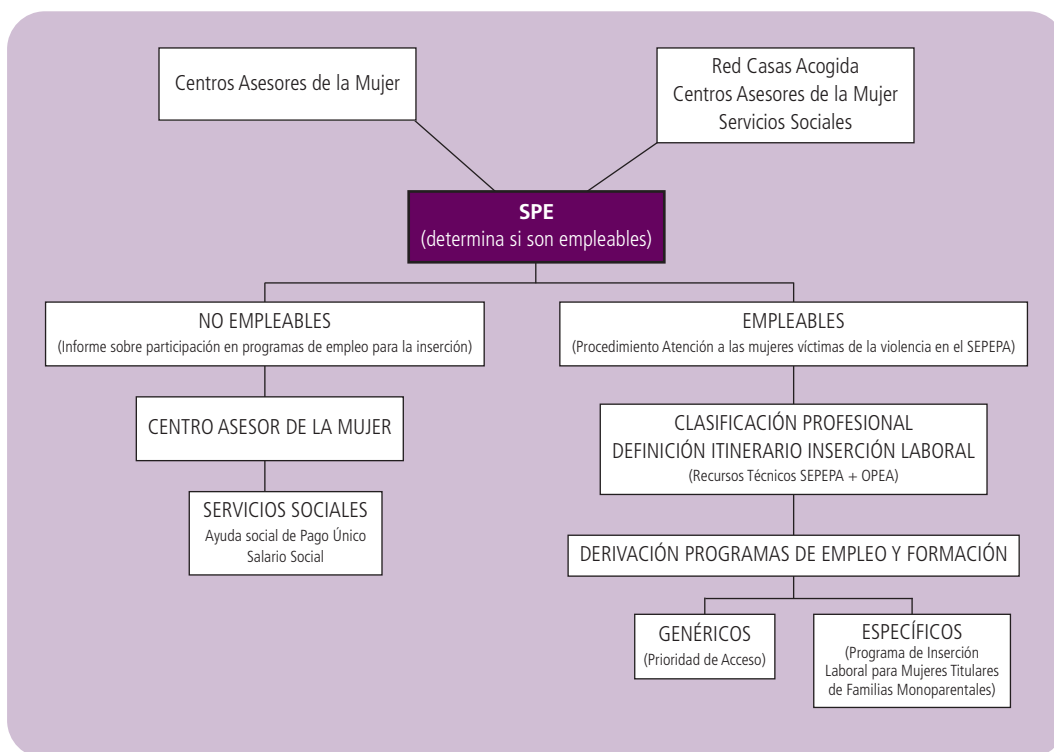 Centros Asesores de la Mujer
Red Casas Acogida
Centros Asesores de la Mujer
Servicios Sociales
SPE
(determina si son empleables)
NO EMPLEABLES
(Informe sobre participación en programas de empleo para la inserción)
CENTRO ASESOR DE LA MUJER
SERVICIOS SOCIALES
Ayuda social de Pago Único
Salario Social
EMPLEABLES
(Procedimiento Atención a las mujeres víctimas de la violencia en el SEPEPA)
CLASIFICACIÓN PROFESIONAL
DEFINICIÓN ITINERARIO INSERCIÓN LABORAL
(Recursos Técnicos SEPEPA + OPEA)
DERIVACIÓN PROGRAMAS DE EMPLEO Y FORMACIÓN
GENÉRICOS
(Prioridad de Acceso)
ESPECÍFICOS
(Programa de Inserción
Laboral para Mujeres Titulares
de Familias Monoparentales)